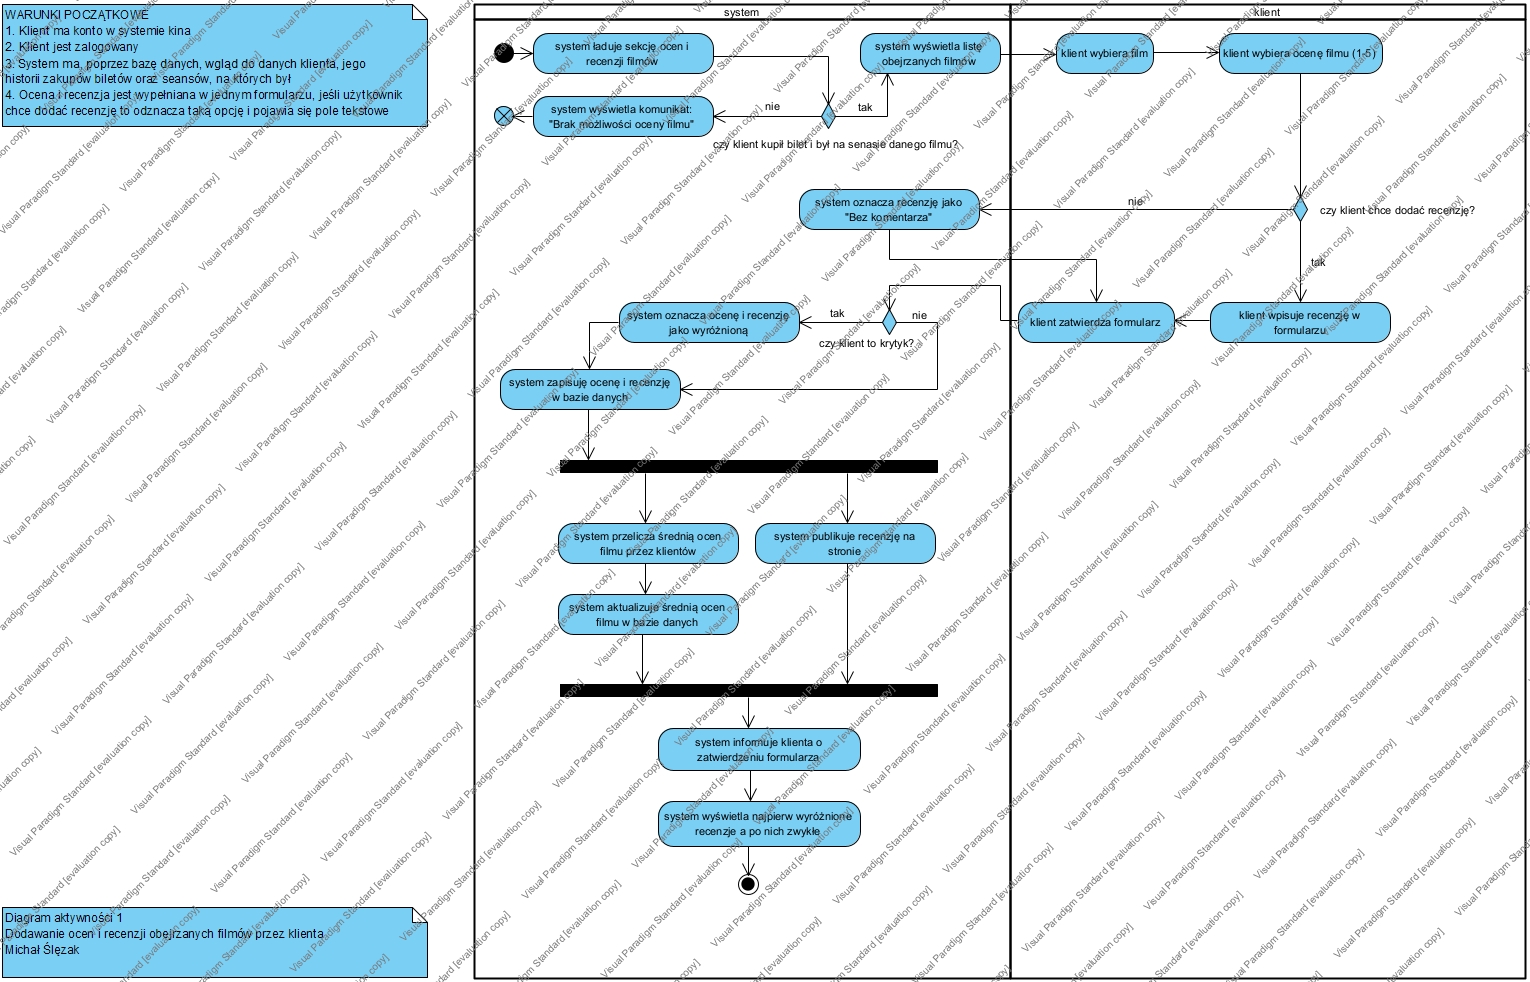 WARUNKI POCZĄTKOWE
1. Klient ma konto w systemie kina
2. Klient jest zalogowany
3. System ma, poprzez bazę danych, wgląd do danych klienta, jego
historii zakupów biletów oraz seansów, na których był
4. Ocena i recenzja jest wypełniana w jednym formularzu, jeśli użytkownik
chce dodać recenzję to odznacza taką opcję i pojawia się pole tekstowe
system
klient
system ładuje sekcję ocen i
recenzji filmów
system wyświetla listę
obejrzanych filmów
klient wybiera film
klient wybiera ocenę filmu (1-5)
system wyświetla komunikat:
"Brak możliwości oceny filmu"
nie
tak
czy klient kupił bilet i był na senasie danego filmu?
system oznacza recenzję jako
"Bez komentarza"
nie
czy klient chce dodać recenzję?
tak
system oznacza ocenę i recenzję
jako wyróżnioną
tak
nie
czy klient to krytyk?
klient zatwierdza formularz
klient wpisuje recenzję w
formularzu
system zapisuję ocenę i recenzję
w bazie danych
system przelicza średnią ocen
filmu przez klientów
system publikuje recenzję na
stronie
system aktualizuje średnią ocen
filmu w bazie danych
system informuje klienta o
zatwierdzeniu formularza
system wyświetla najpierw wyróżnione
recenzje a po nich zwykłe
Diagram aktywności 1
Dodawanie ocen i recenzji obejrzanych filmów przez klienta
Michał Ślęzak
Visual Paradigm Standard [evaluation copy]